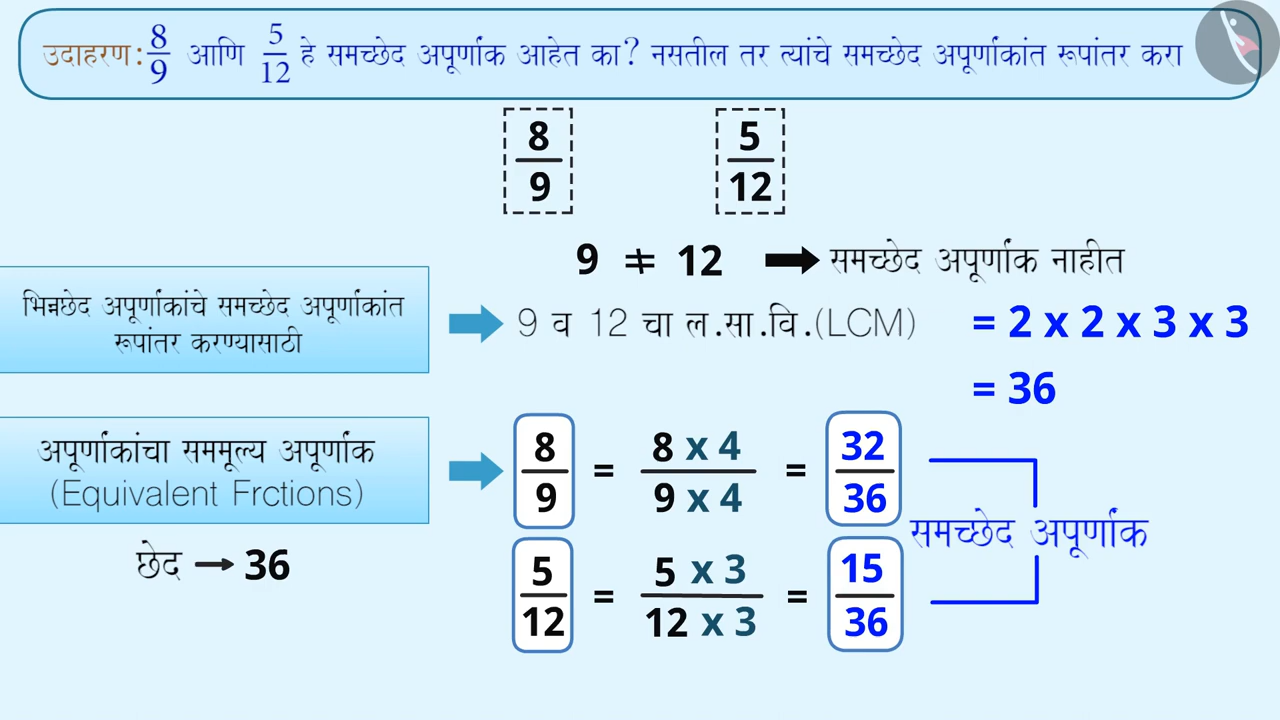 उदाहरण: 8/9 आणि 5/12 हे समच्छेद अपूर्णांक आहेत का? नसतील तर त्यांचे समच्छेद अपूर्णांकांत रूपांतर करा
8/9 5/12
9 ≠ 12 ➡ समच्छेद अपूर्णांक नाहीत
भिन्नछेद अपूर्णांकांचे समच्छेद अपूर्णांकांत
रूपांतर करण्यासाठी
9 व 12 चा ल.सा.वि.(LCM) = 2 x 2 x 3 x 3
= 36
अपूर्णांकांचा सममूल्य अपूर्णांक
(Equivalent Frctions)
छेद → 36
8/9 = 8 x 4/9 x 4 = 32/36
समच्छेद अपूर्णांक
5/12 = 5 x 3/12 x 3 = 15/36